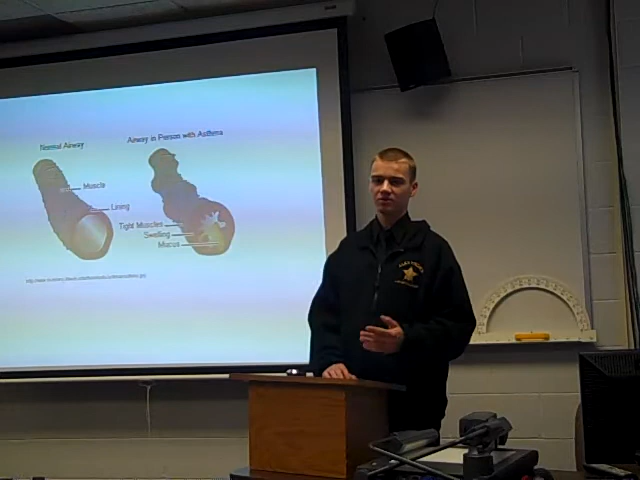 Normal Airway
Airway in Person with Asthma
Muscle
Lining
Tight Muscles
Swelling
Mucus